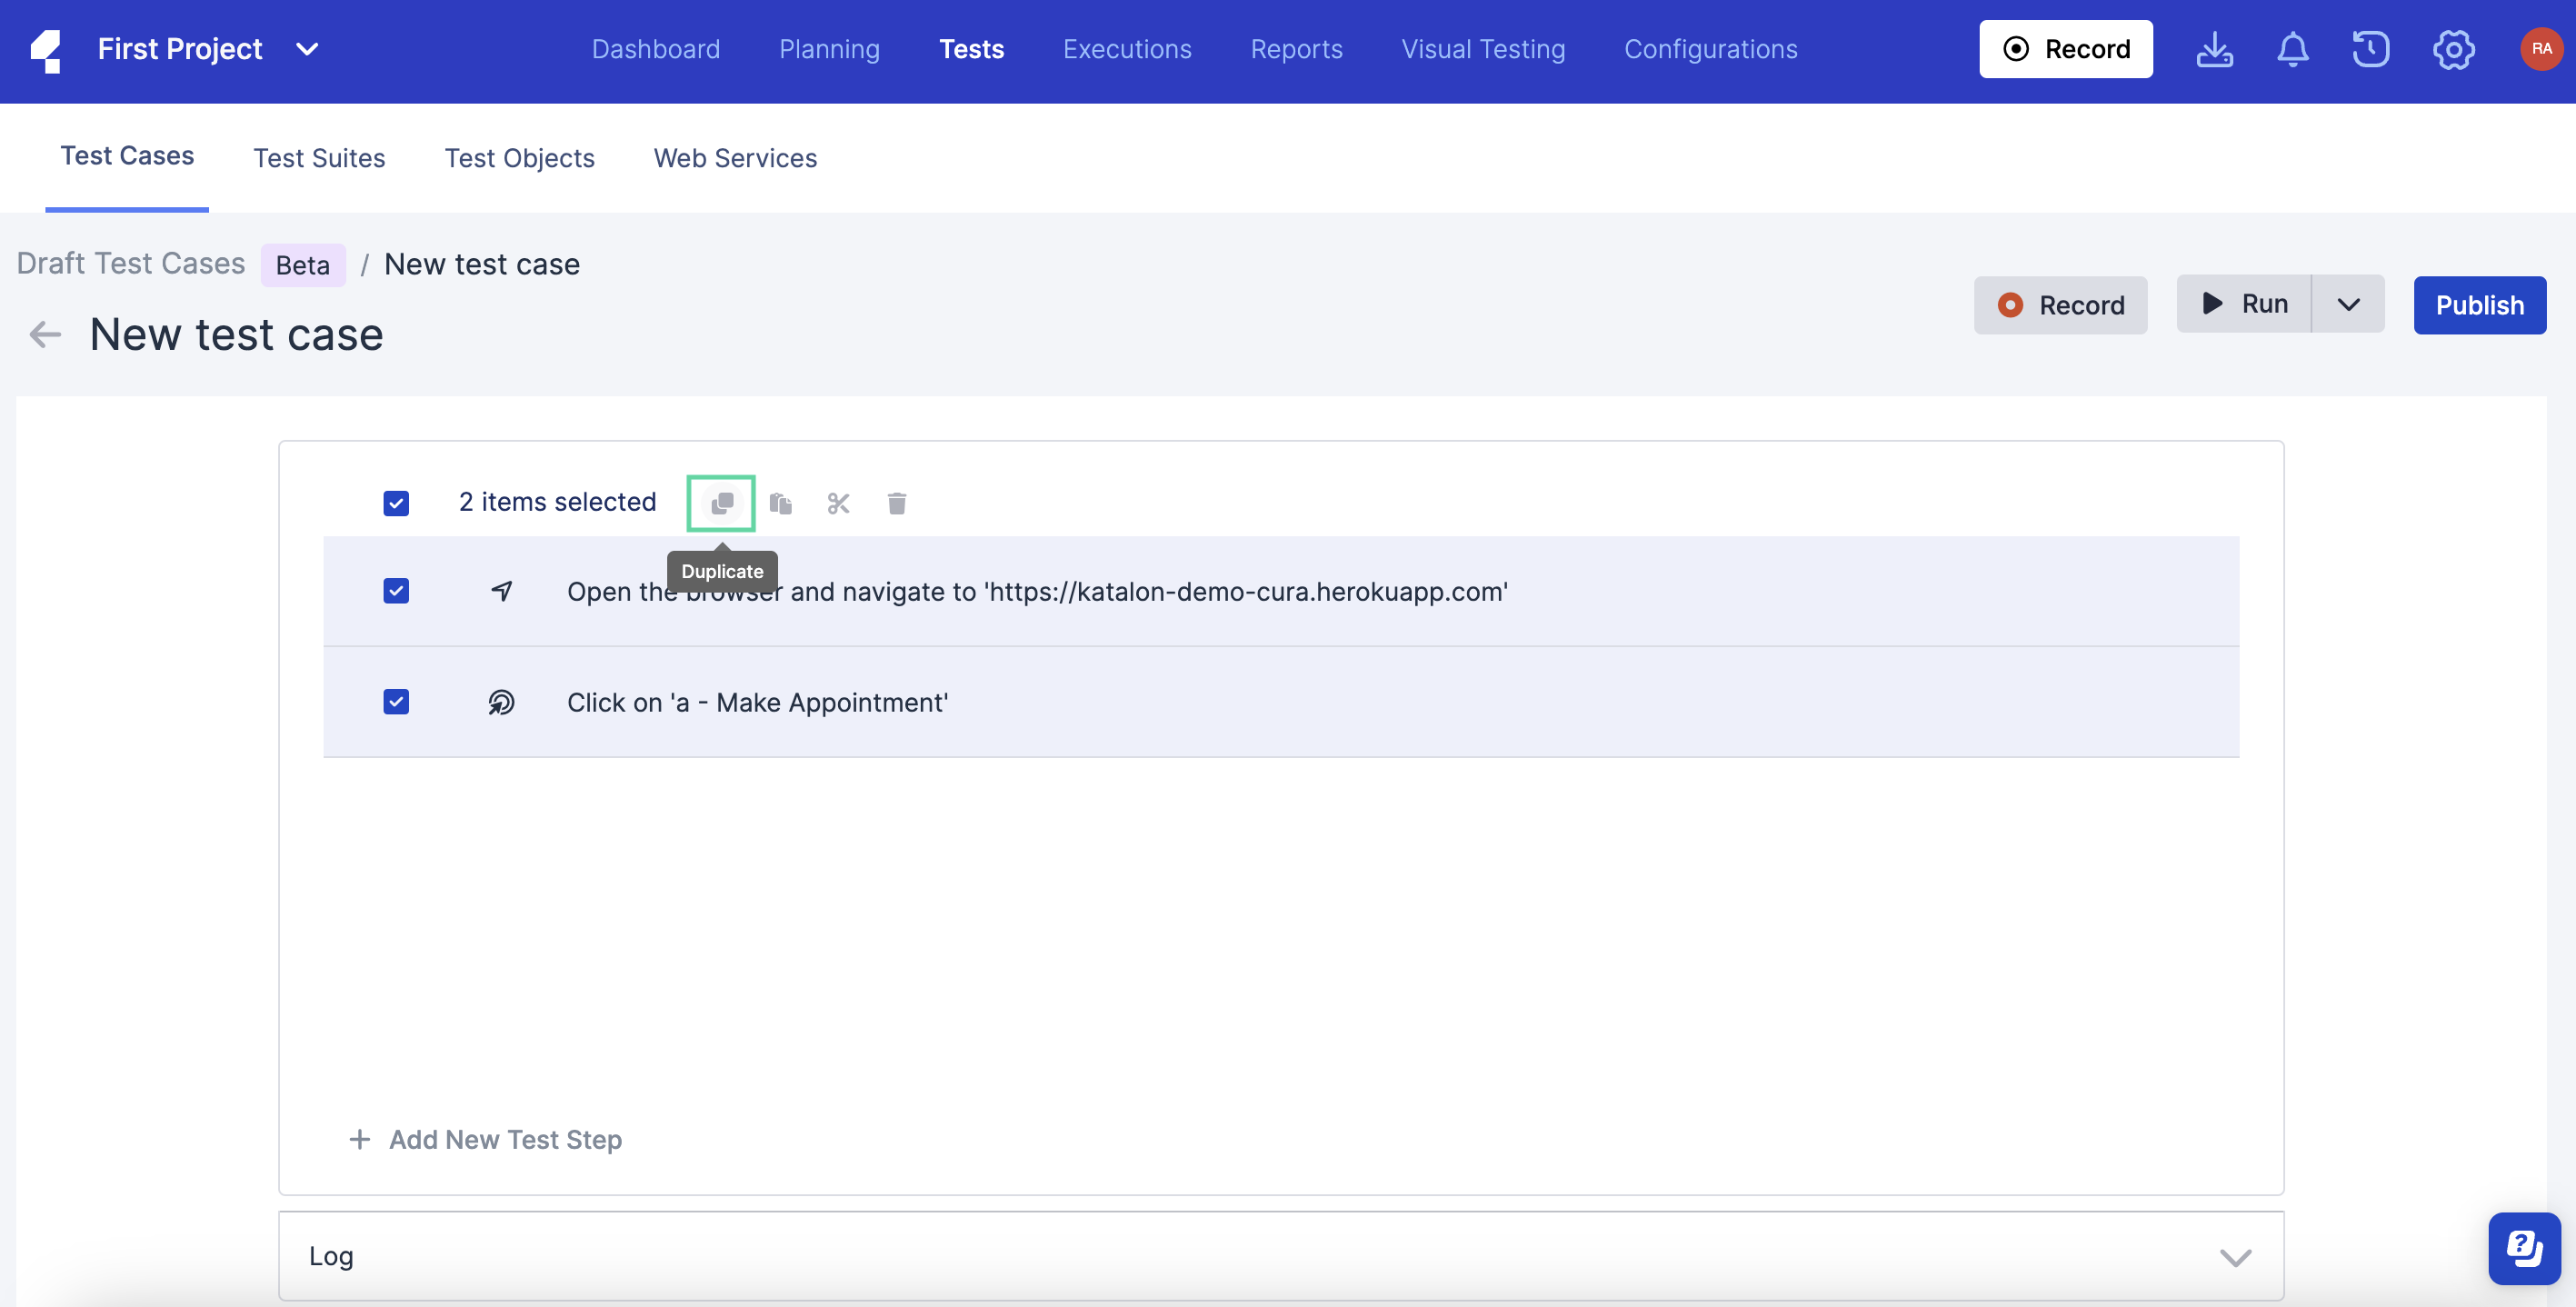 First Project Dashboard Planning Tests Executions Reports Visual Testing Configurations Record RA
Test Cases Test Suites Test Objects Web Services
Draft Test Cases Beta / New test case
New test case
Record Run Publish
2 items selected
Duplicate
Open the browser and navigate to 'https://katalon-demo-cura.herokuapp.com'
Click on 'a - Make Appointment'
+ Add New Test Step
Log
?